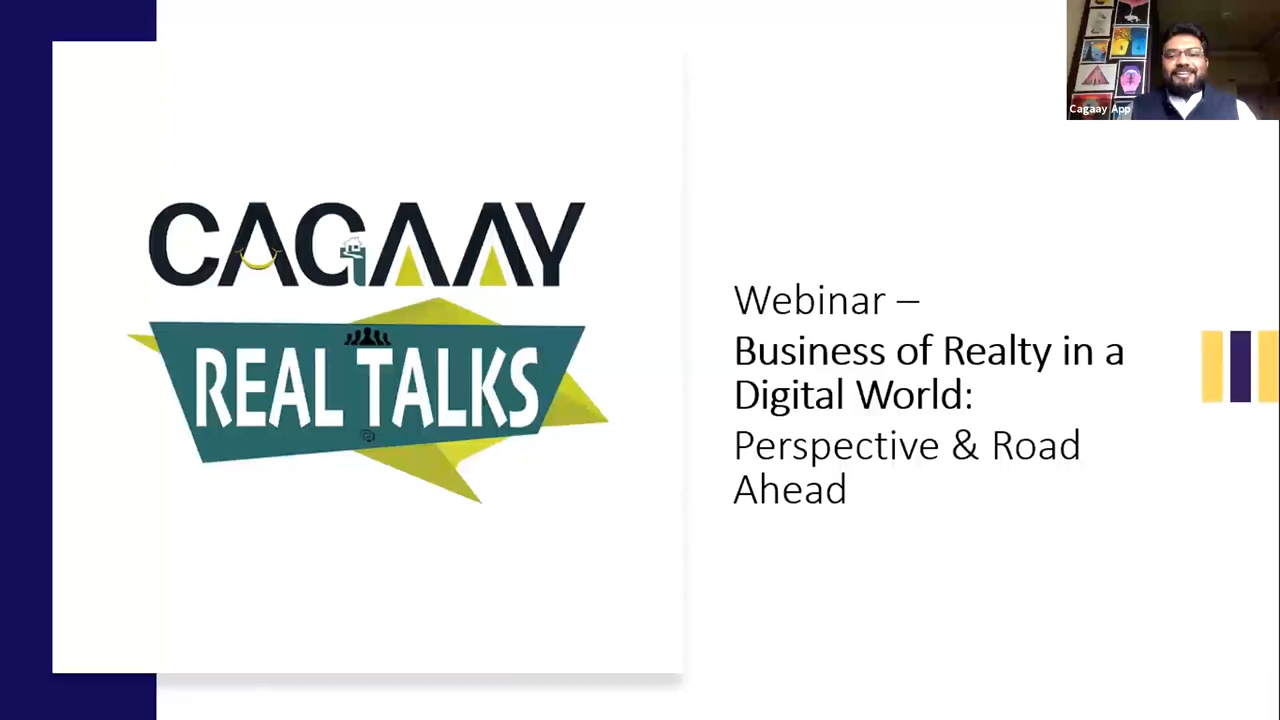 Cagaay App
CAGAAY
REAL TALKS
Webinar –
Business of Realty in a
Digital World:
Perspective & Road
Ahead